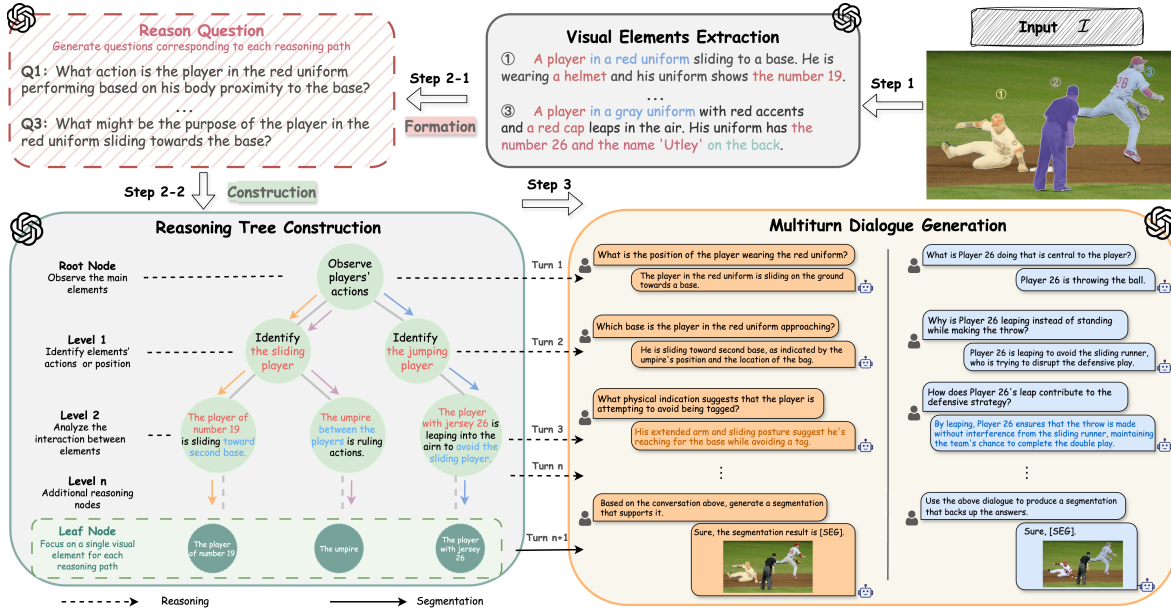 Reason Question
Generate questions corresponding to each reasoning path
Q1: What action is the player in the red uniform
performing based on his body proximity to the base?
...
Q3: What might be the purpose of the player in the
red uniform sliding towards the base?
Step 2-1
Formation
Visual Elements Extraction
① A player in a red uniform sliding to a base. He is
wearing a helmet and his uniform shows the number 19.
...
③ A player in a gray uniform with red accents
and a red cap leaps in the air. His uniform has the
number 26 and the name 'Utley' on the back.
Step 1
Input I
①
②
③
26
Step 2-2
Construction
Step 3
Reasoning Tree Construction
Root Node
Observe the main
elements
Observe
players'
actions
Level 1
Identify elements'
actions or position
Identify
the sliding
player
Identify
the jumping
player
Level 2
Analyze the
interaction between
elements
The player of
number 19
is sliding toward
second base.
The umpire
between the
players is ruling
actions.
The player
with jersey 26 is
leaping into the
airn to avoid the
sliding player.
Level n
Additional reasoning
nodes
Leaf Node
Focus on a single visual
element for each
reasoning path
The player
of number 19
The umpire
The player
with jersey
26
Reasoning
Segmentation
Turn 1
Turn 2
Turn 3
Turn n
Turn n+1
Multiturn Dialogue Generation
What is the position of the player wearing the red uniform?
The player in the red uniform is sliding on the ground
towards a base.
Which base is the player in the red uniform approaching?
He is sliding toward second base, as indicated by the
umpire's position and the location of the bag.
What physical indication suggests that the player is
attempting to avoid being tagged?
His extended arm and sliding posture suggest he's
reaching for the base while avoiding a tag.
⋮
Based on the conversation above, generate a segmentation
that supports it.
Sure, the segmentation result is [SEG].
What is Player 26 doing that is central to the player?
Player 26 is throwing the ball.
Why is Player 26 leaping instead of standing
while making the throw?
Player 26 is leaping to avoid the sliding runner,
who is trying to disrupt the defensive play.
How does Player 26's leap contribute to the
defensive strategy?
By leaping, Player 26 ensures that the throw is made
without interference from the sliding runner, maintaining
the team's chance to complete the double play.
⋮
Use the above dialogue to produce a segmentation
that backs up the answers.
Sure, [SEG].